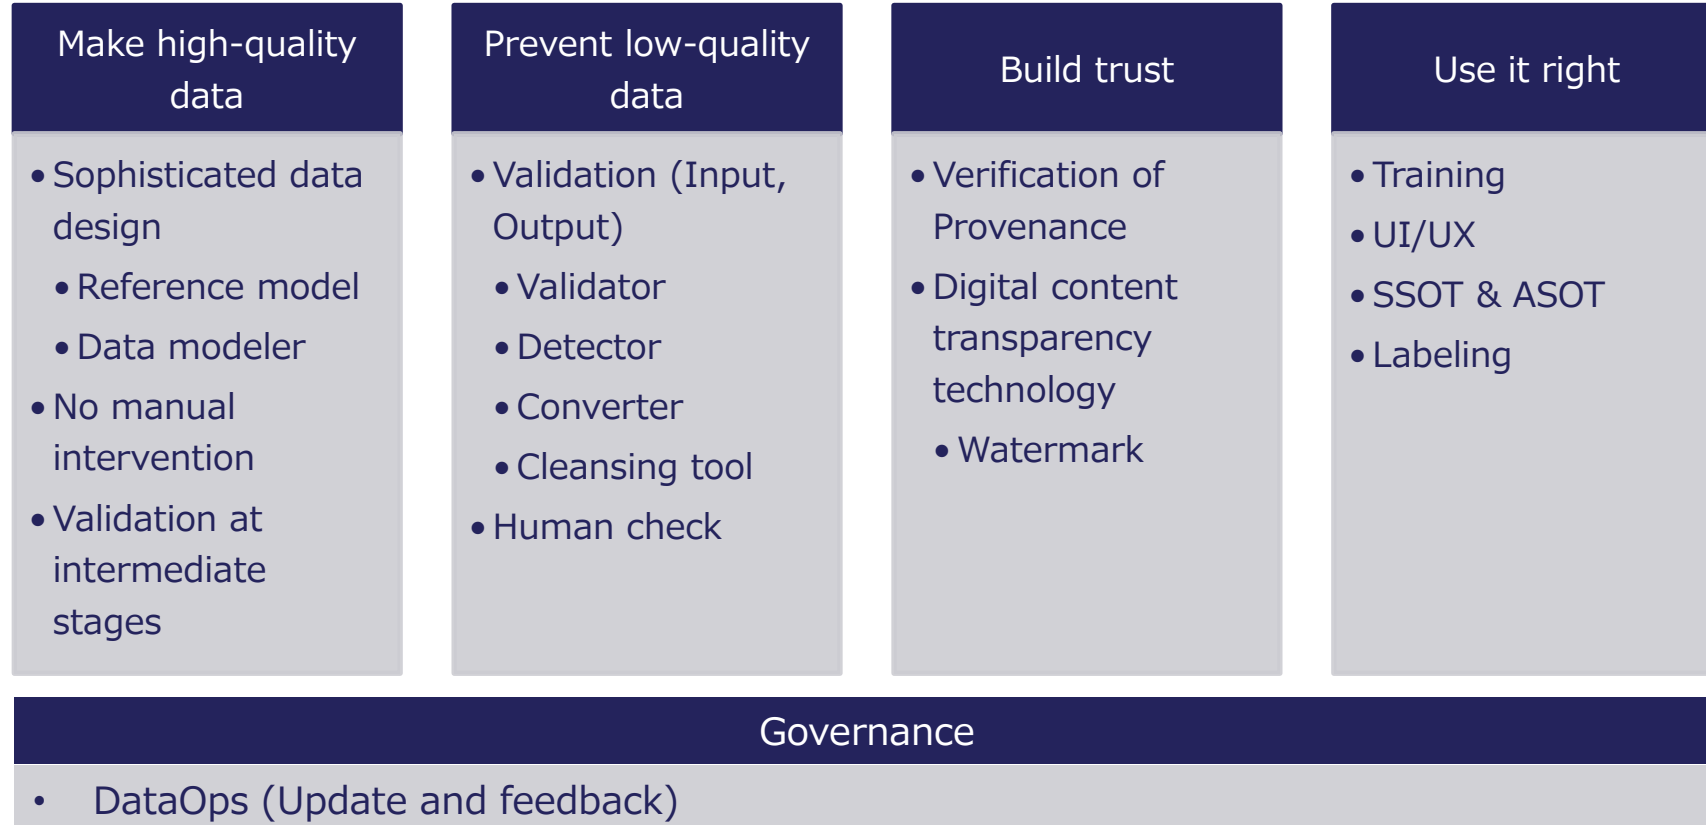 Make high-quality
data
• Sophisticated data
design
• Reference model
• Data modeler
• No manual
intervention
• Validation at
intermediate
stages
Prevent low-quality
data
• Validation (Input,
Output)
• Validator
• Detector
• Converter
• Cleansing tool
• Human check
Build trust
• Verification of
Provenance
• Digital content
transparency
technology
• Watermark
Use it right
• Training
• UI/UX
• SSOT & ASOT
• Labeling
Governance
• DataOps (Update and feedback)